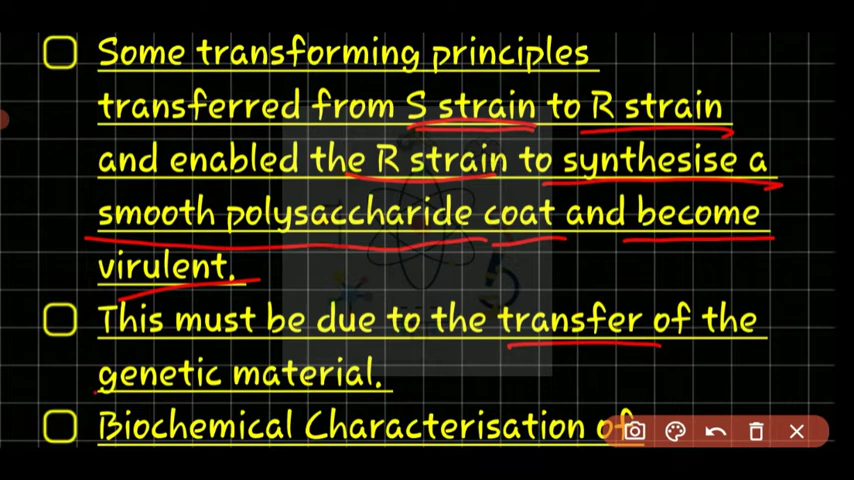 Some transforming principles
transferred from S strain to R strain
and enabled the R strain to synthesise a
smooth polysaccharide coat and become
virulent.
This must be due to the transfer of the
genetic material.
Biochemical Characterisation of